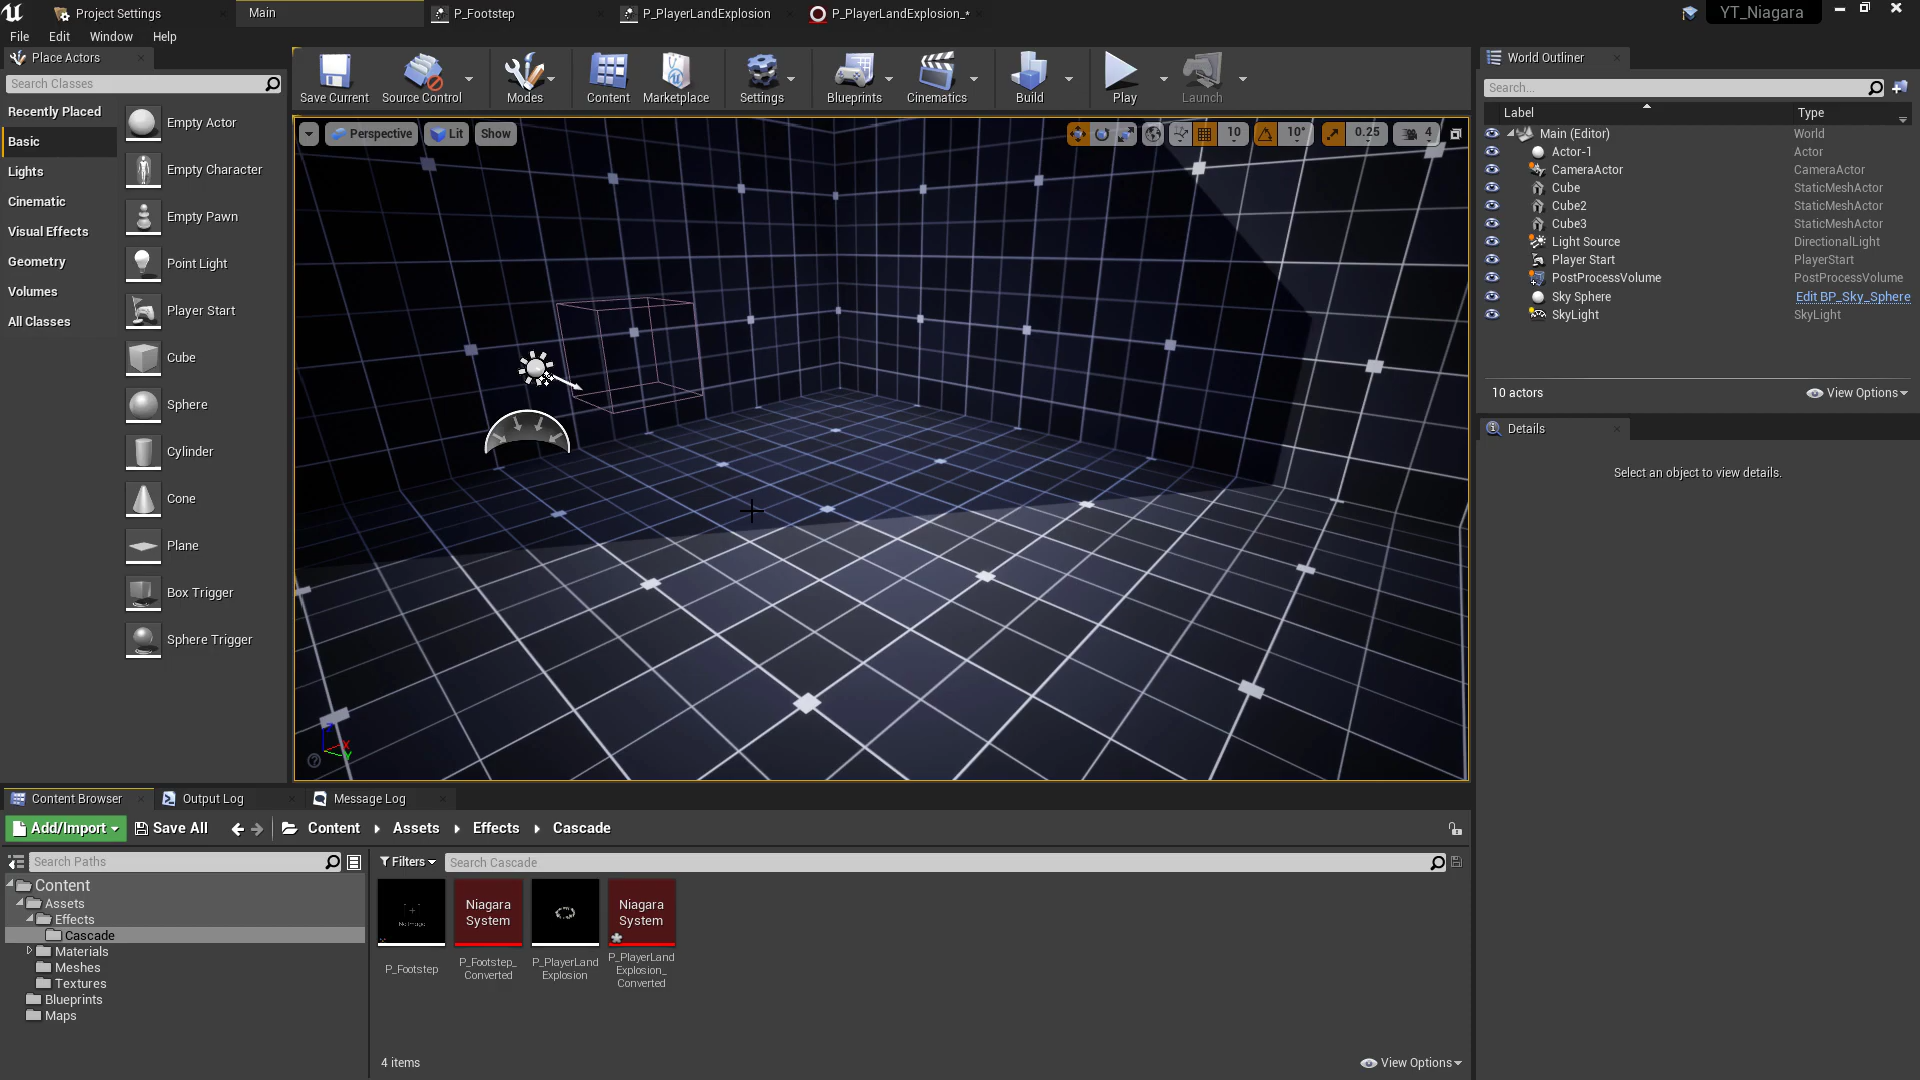 Project Settings
Main
P_Footstep
P_PlayerLandExplosion
P_PlayerLandExplosion_*
YT_Niagara
File
Edit
Window
Help
Place Actors
Search Classes
Recently Placed
Basic
Lights
Cinematic
Visual Effects
Geometry
Volumes
All Classes
Empty Actor
Empty Character
Empty Pawn
Point Light
Player Start
Cube
Sphere
Cylinder
Cone
Plane
Box Trigger
Sphere Trigger
Save Current
Source Control
Modes
Content
Marketplace
Settings
Blueprints
Cinematics
Build
Play
Launch
Perspective
Lit
Show
10
10°
0.25
4
World Outliner
Search...
Label
Type
Main (Editor)
World
Actor-1
Actor
CameraActor
CameraActor
Cube
StaticMeshActor
Cube2
StaticMeshActor
Cube3
StaticMeshActor
Light Source
DirectionalLight
Player Start
PlayerStart
PostProcessVolume
PostProcessVolume
Sky Sphere
Edit BP_Sky_Sphere
SkyLight
SkyLight
10 actors
View Options
Details
Select an object to view details.
Content Browser
Output Log
Message Log
Add/Import
Save All
Content
Assets
Effects
Cascade
Search Paths
Filters
Search Cascade
Content
Assets
Effects
Cascade
Materials
Meshes
Textures
Blueprints
Maps
No Image
P_Footstep
Niagara
System
P_Footstep_
Converted
P_PlayerLand
Explosion
Niagara
System
P_PlayerLand
Explosion_
Converted
4 items
View Options